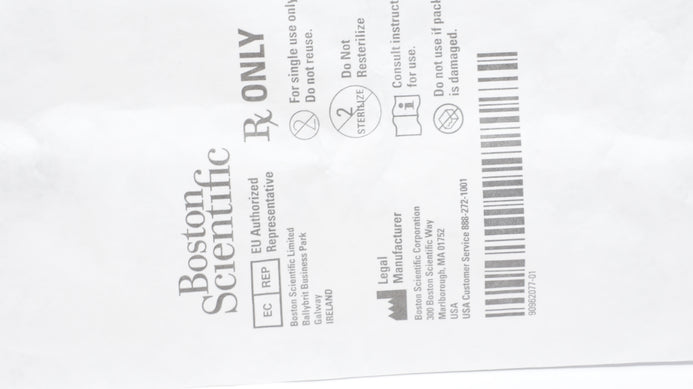 Boston
Scientific
Rx ONLY
EC REP
EU Authorized
Representative
Boston Scientific Limited
Ballybrit Business Park
Galway
IRELAND
2
For single use only
Do not reuse.
2
STERILIZE
Do Not
Resterilize
Legal
Manufacturer
Boston Scientific Corporation
300 Boston Scientific Way
Marlborough, MA 01752
USA
USA Customer Service 888-272-1001
i
Consult instruct
for use.
Do not use if pack
is damaged.
90962077-01